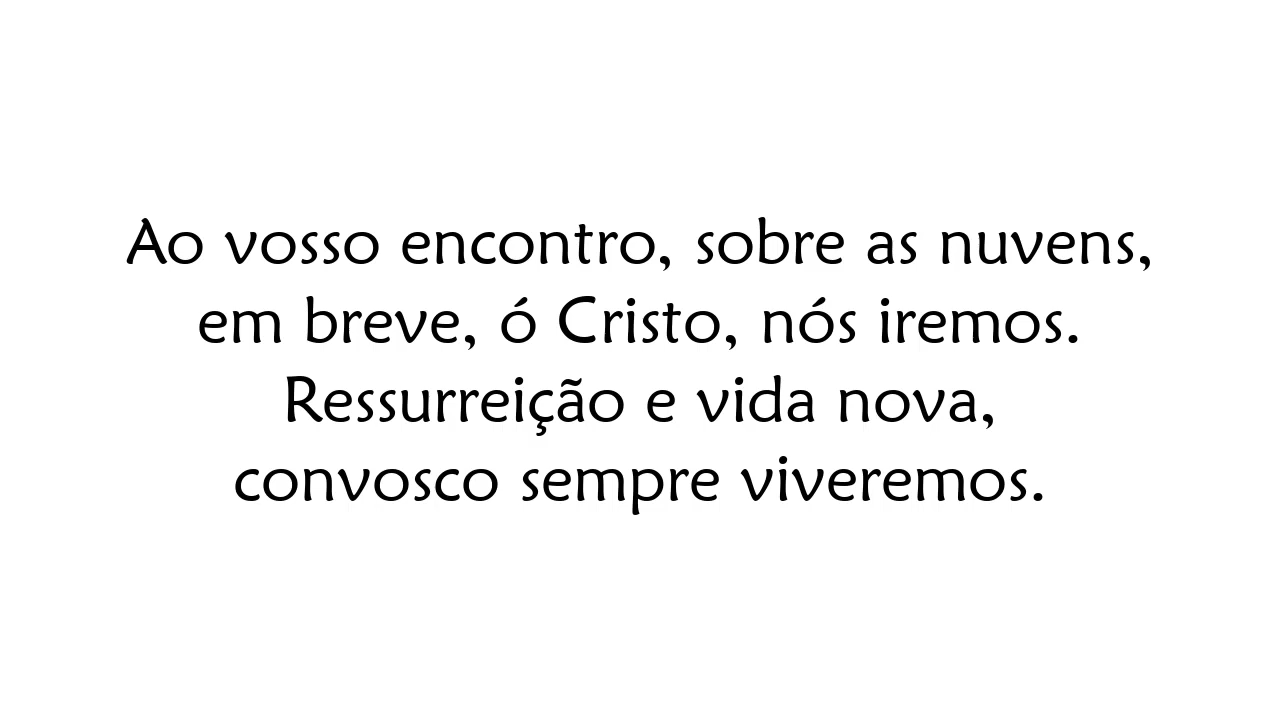 Ao vosso encontro, sobre as nuvens,
em breve, ó Cristo, nós iremos.
Ressurreição e vida nova,
convosco sempre viveremos.